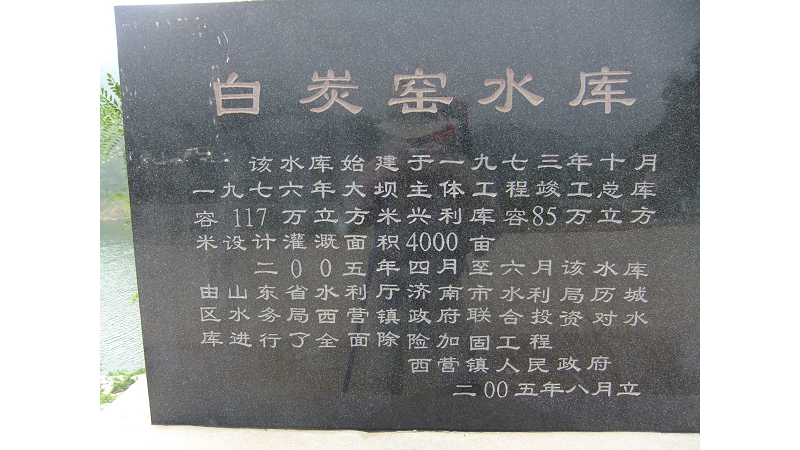 白炭窑水库
该水库始建于一九七三年十月
一九七六年大坝主体工程竣工总库
容117万立方米兴利库容85万立方
米设计灌溉面积4000亩
二00五年四月至六月该水库
由山东省水利厅济南市水利局历城
区水务局西营镇政府联合投资对水
库进行了全面除险加固工程
西营镇人民政府
二00五年八月立